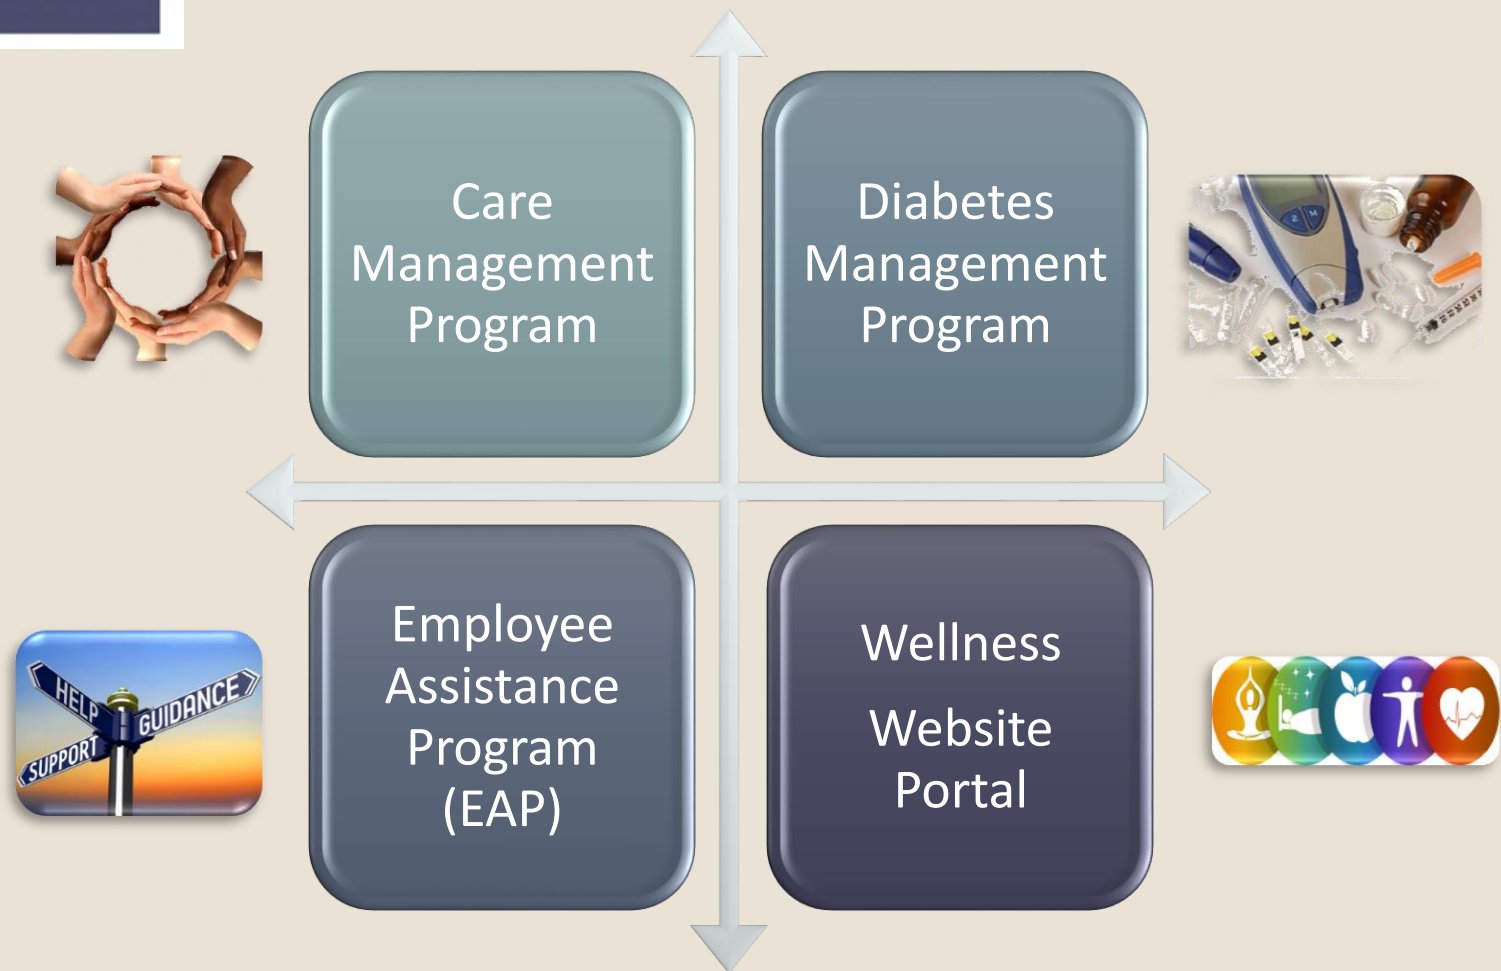 Care
Management
Program
Diabetes
Management
Program
Z M
HELP
GUIDANCE
SUPPORT
Employee
Assistance
Program
(EAP)
Wellness
Website
Portal